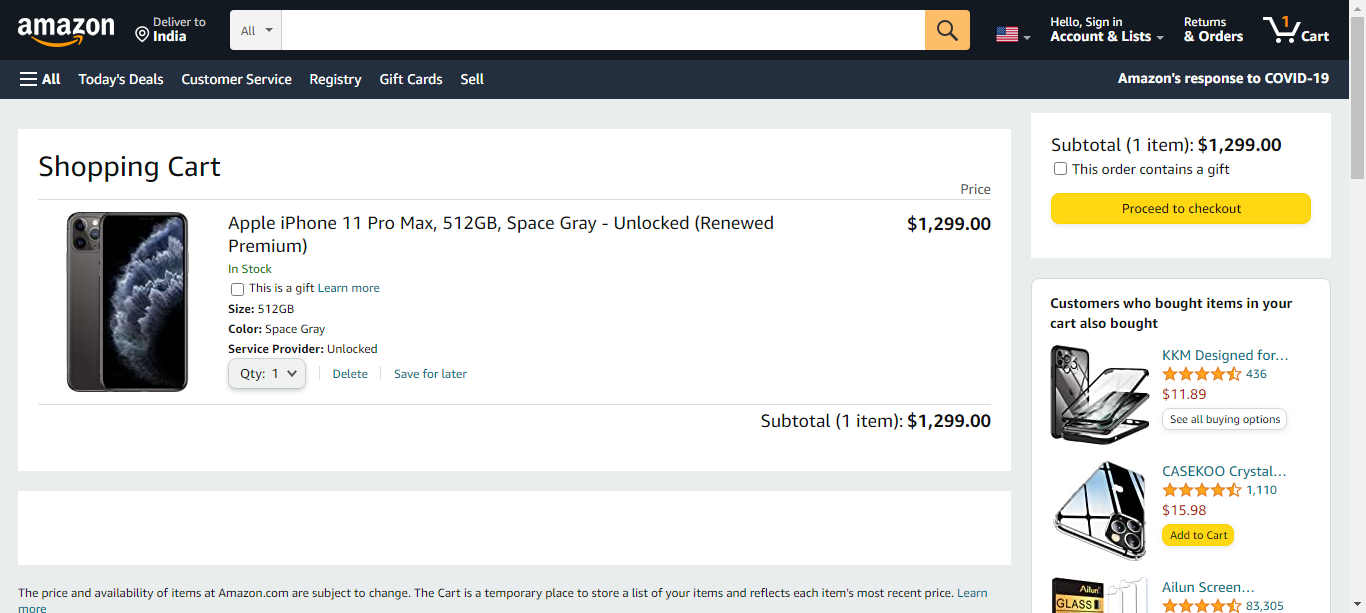 amazon
Deliver to
India
All
Hello, Sign in
Account & Lists
Returns
& Orders
1
Cart
All
Today's Deals
Customer Service
Registry
Gift Cards
Sell
Amazon's response to COVID-19
Shopping Cart
Price
Apple iPhone 11 Pro Max, 512GB, Space Gray - Unlocked (Renewed
Premium)
$1,299.00
In Stock
This is a gift Learn more
Size: 512GB
Color: Space Gray
Service Provider: Unlocked
Qty: 1
Delete
Save for later
Subtotal (1 item): $1,299.00
The price and availability of items at Amazon.com are subject to change. The Cart is a temporary place to store a list of your items and reflects each item's most recent price. Learn
more
Subtotal (1 item): $1,299.00
This order contains a gift
Proceed to checkout
Customers who bought items in your
cart also bought
KKM Designed for...
436
$11.89
See all buying options
CASEKOO Crystal...
1,110
$15.98
Add to Cart
Ailun
GLASS
Ailun Screen...
83,305